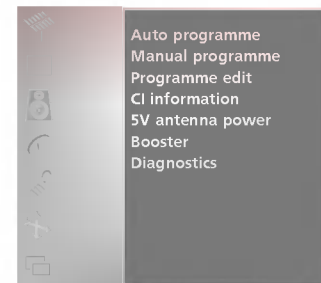 Auto programme
Manual programme
Programme edit
CI information
5V antenna power
Booster
Diagnostics